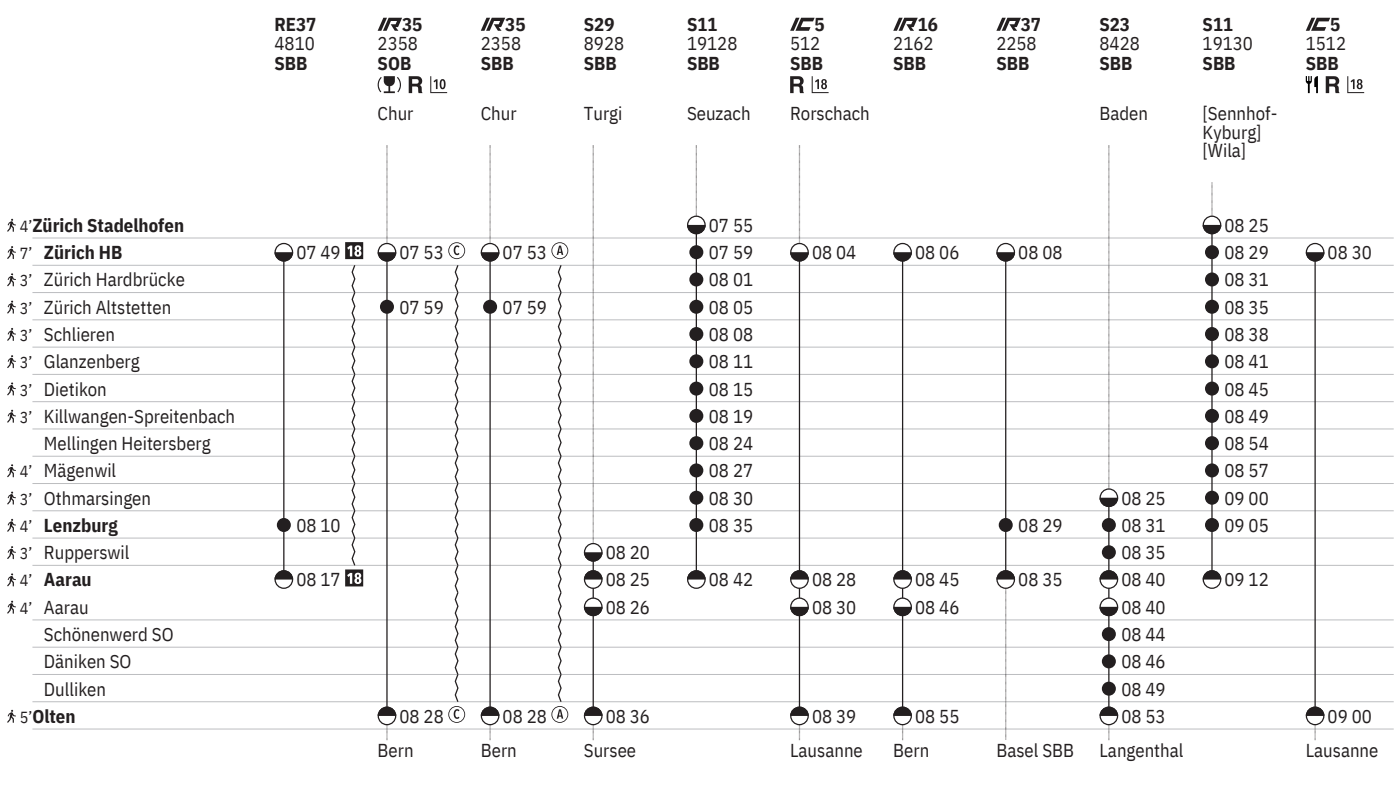 RE37 IR35 IR35 S29 S11 IC5 IR16 IR37 S23 S11 IC5
4810 2358 2358 8928 19128 512 2162 2258 8428 19130 1512
SBB SOB SBB SBB SBB SBB SBB SBB SBB SBB SBB
R 10 R 18 R 18
Chur Chur Turgi Seuzach Rorschach Baden [Sennhof-
Kyburg]
[Wila]
4’ Zürich Stadelhofen 07 55 08 25
7’ Zürich HB 07 49 18 07 53 C 07 53 A 07 59 08 04 08 06 08 08 08 29 08 30
3’ Zürich Hardbrücke 08 01 08 31
3’ Zürich Altstetten 07 59 07 59 08 05 08 35
3’ Schlieren 08 08 08 38
3’ Glanzenberg 08 11 08 41
3’ Dietikon 08 15 08 45
3’ Killwangen-Spreitenbach 08 19 08 49
Mellingen Heitersberg 08 24 08 54
4’ Mägenwil 08 27 08 57
3’ Othmarsingen 08 30 08 25 09 00
4’ Lenzburg 08 10 08 35 08 29 08 31 09 05
3’ Rupperswil 08 20 08 35
4’ Aarau 08 17 18 08 25 08 42 08 28 08 45 08 35 08 40 09 12
4’ Aarau 08 26 08 30 08 46 08 40
Schönenwerd SO 08 44
Däniken SO 08 46
Dulliken 08 49
5’ Olten 08 28 C 08 28 A 08 36 08 39 08 55 08 53 09 00
Bern Bern Sursee Lausanne Bern Basel SBB Langenthal Lausanne